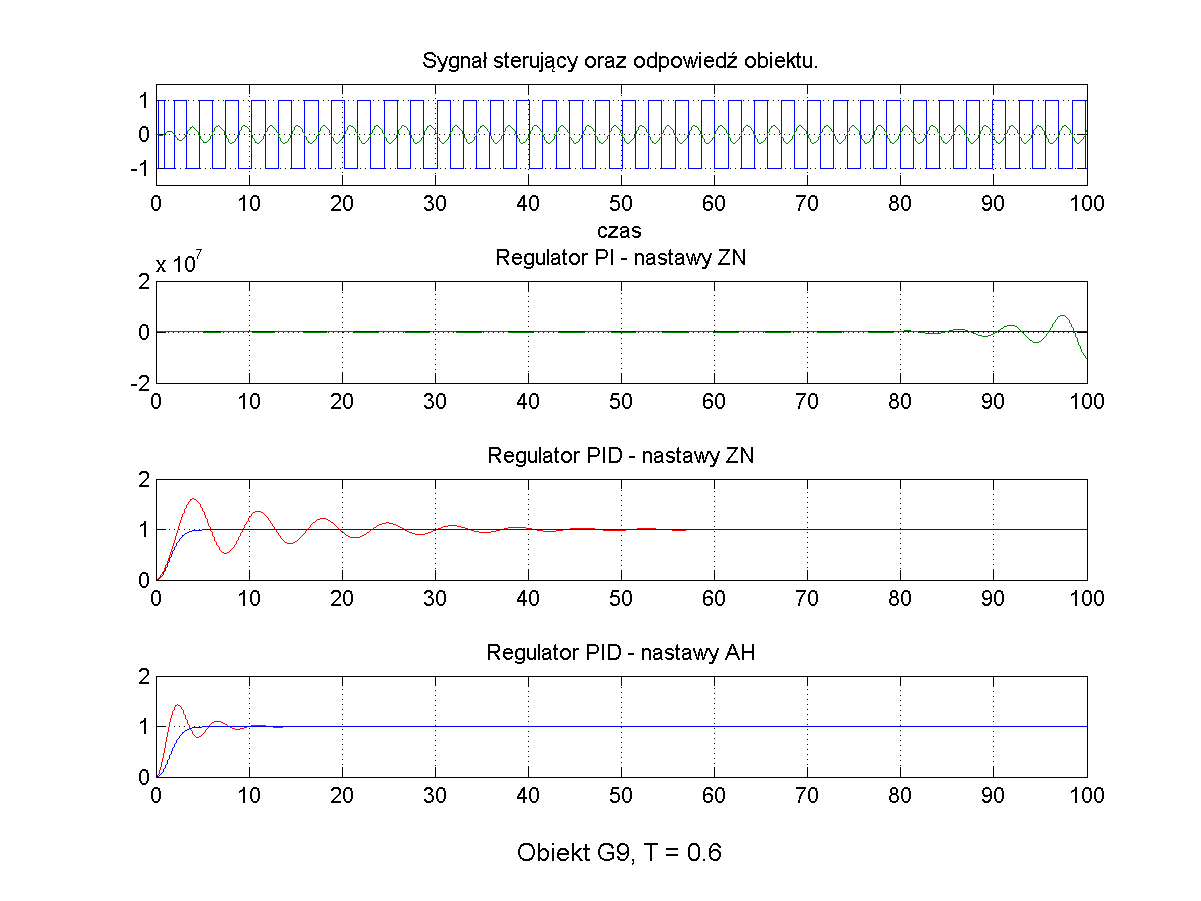 Sygnał sterujący oraz odpowiedź obiektu.
1
0
-1
0 10 20 30 40 50 60 70 80 90 100
czas
Regulator PI - nastawy ZN
x 10^7
2
0
-2
0 10 20 30 40 50 60 70 80 90 100
Regulator PID - nastawy ZN
2
1
0
0 10 20 30 40 50 60 70 80 90 100
Regulator PID - nastawy AH
2
1
0
0 10 20 30 40 50 60 70 80 90 100
Obiekt G9, T = 0.6